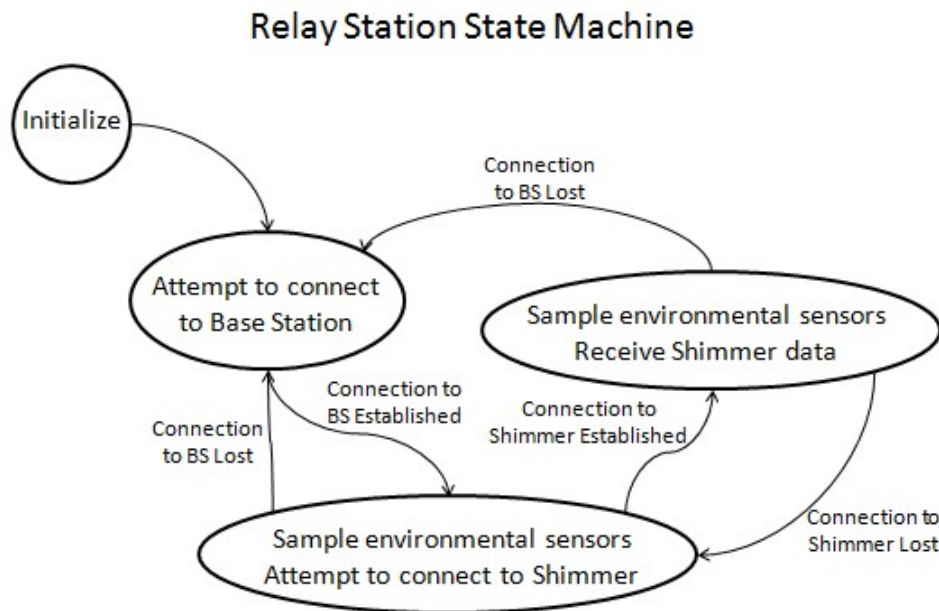 Relay Station State Machine
Initialize
Connection
to BS Lost
Attempt to connect
to Base Station
Sample environmental sensors
Receive Shimmer data
Connection to
BS Established
Connection to
Shimmer Established
Connection
to BS Lost
Connection to
Shimmer Lost
Sample environmental sensors
Attempt to connect to Shimmer